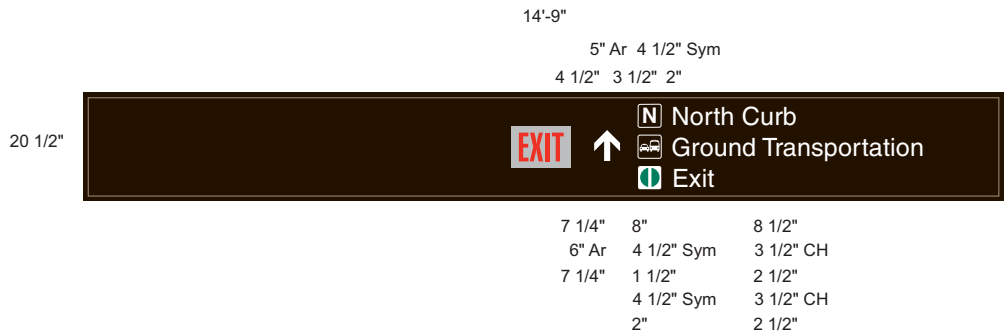 14'-9"
5" Ar 4 1/2" Sym
4 1/2" 3 1/2" 2"
20 1/2"
EXIT
N North Curb
Ground Transportation
Exit
7 1/4" 8" 8 1/2"
6" Ar 4 1/2" Sym 3 1/2" CH
7 1/4" 1 1/2" 2 1/2"
4 1/2" Sym 3 1/2" CH
2" 2 1/2"